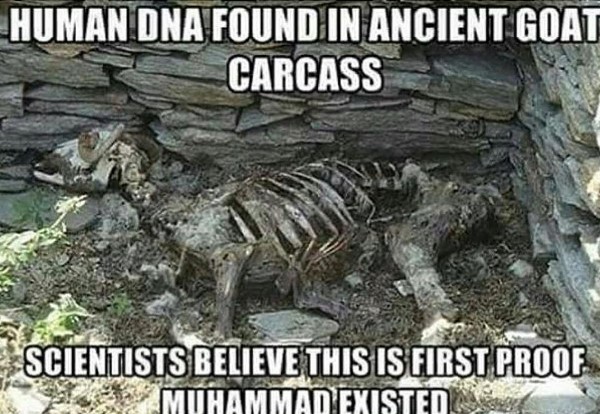 HUMAN DNA FOUND IN ANCIENT GOAT
CARCASS
SCIENTISTS BELIEVE THIS IS FIRST PROOF
MUHAMMAD EXISTED